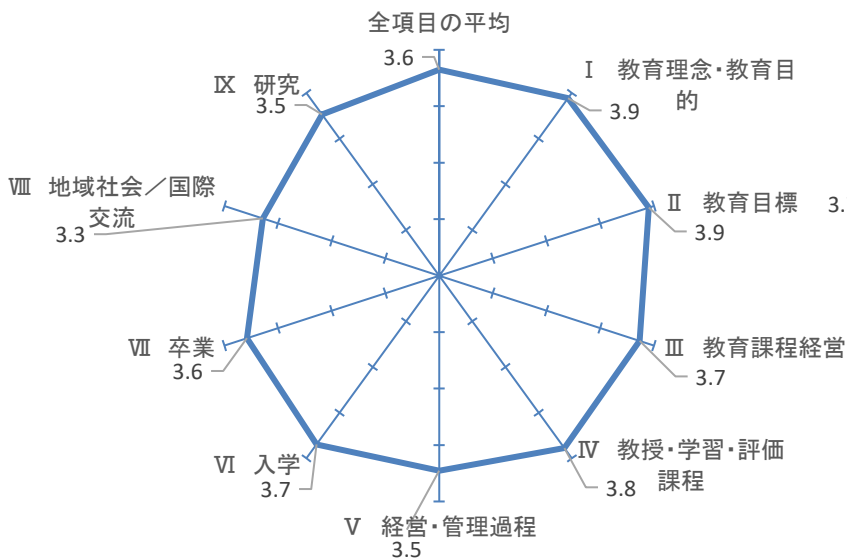 全項目の平均
3.6
Ⅰ 教育理念・教育目
的
3.9
Ⅱ 教育目標 3.
3.9
Ⅲ 教育課程経営
3.7
Ⅳ 教授・学習・評価
課程
3.8
Ⅴ 経営・管理過程
3.5
Ⅵ 入学
3.7
Ⅶ 卒業
3.6
Ⅷ 地域社会／国際
交流
3.3
Ⅸ 研究
3.5